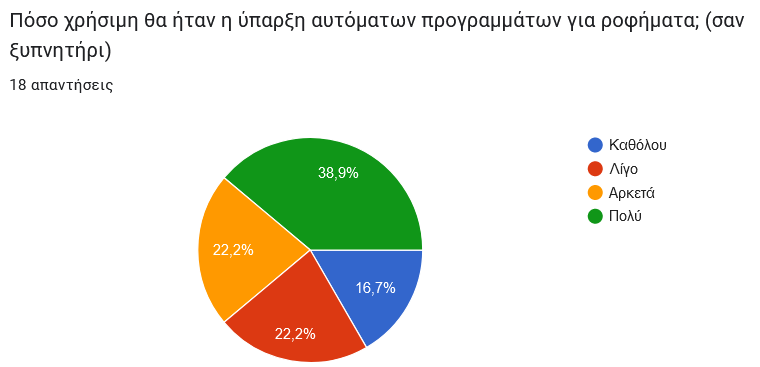 Πόσο χρήσιμη θα ήταν η ύπαρξη αυτόματων προγραμμάτων για ροφήματα; (σαν
ξυπνητήρι)
18 απαντήσεις
38,9%
22,2%
16,7%
22,2%
Καθόλου
Λίγο
Αρκετά
Πολύ